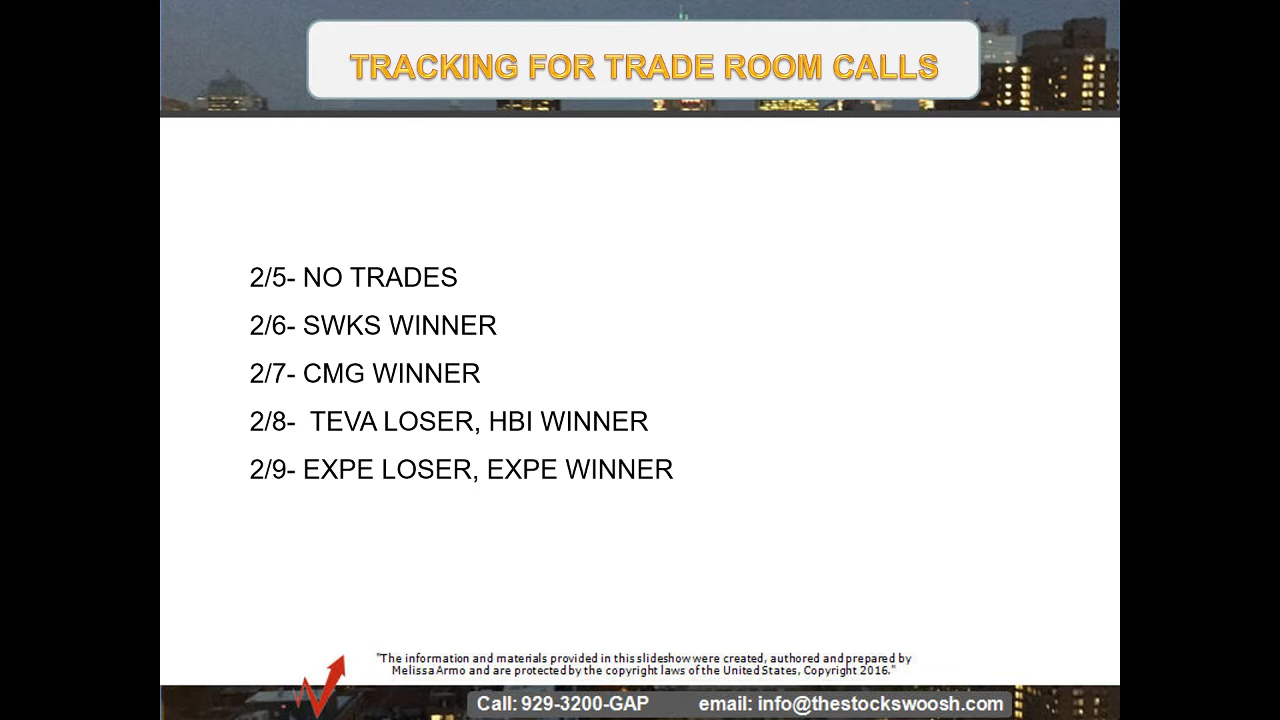 TRACKING FOR TRADE ROOM CALLS
2/5- NO TRADES
2/6- SWKS WINNER
2/7- CMG WINNER
2/8-  TEVA LOSER, HBI WINNER
2/9- EXPE LOSER, EXPE WINNER
"The information and materials provided in this slideshow were created, authored and prepared by
Melissa Armo and are protected by the copyright laws of the United States, Copyright 2016."
Call: 929-3200-GAP email: info@thestockswoosh.com